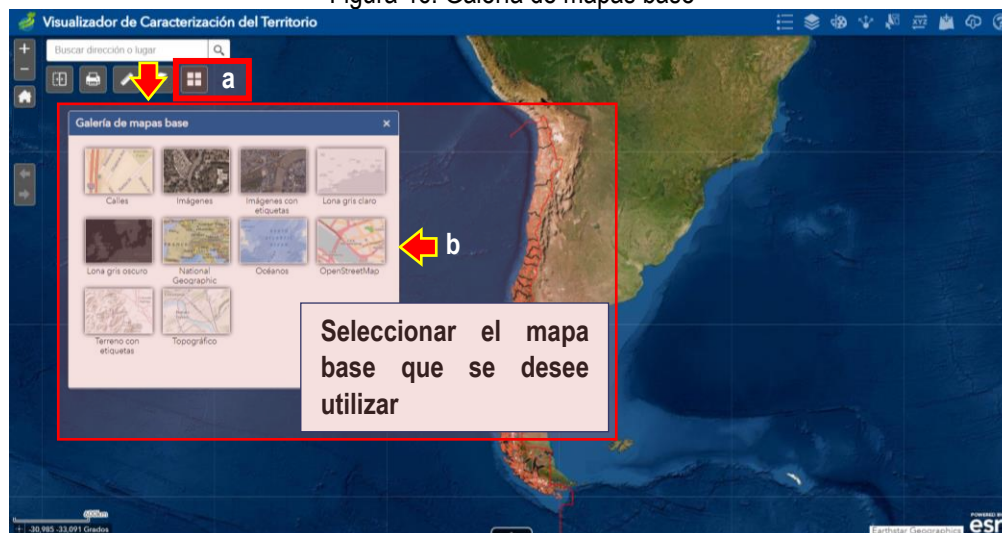 Visualizador de Caracterización del Territorio
Buscar dirección o lugar
a
Galería de mapas base
Calles
Imágenes
Imágenes con
etiquetas
Lona gris claro
b
Lona gris oscuro
National
Geographic
Océanos
OpenStreetMap
Terreno con
etiquetas
Topográfico
Seleccionar el mapa
base que se desee
utilizar
600km
-30,985 -33,091 Grados
Earthstar Geographics
POWERED BY
esri